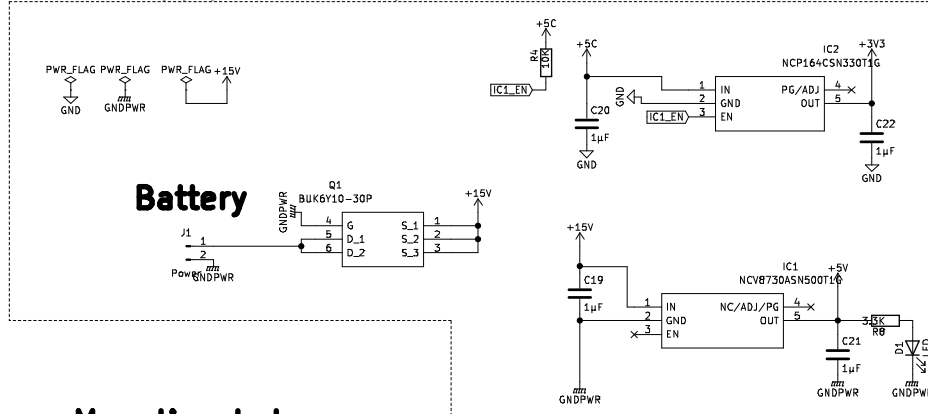 +5C
R4
10K
IC1_EN
PWR_FLAG PWR_FLAG PWR_FLAG +15V
GND
GNDPWR
+5C
GND
C20
1µF
GND
IC1_EN
+3V3
IC2
NCP164CSN330T1G
1 IN
2 GND
3 EN
PG/ADJ 4
OUT 5
C22
1µF
GND
Battery
J1
1
2
Power
GNDPWR
GNDPWR
Q1
BUK6Y10-30P
4 G
5 D_1
6 D_2
S_1 1
S_2 2
S_3 3
+15V
+15V
C19
1µF
GNDPWR
IC1
NCV8730ASN500T1G
+5V
1 IN
2 GND
3 EN
NC/ADJ/PG 4
OUT 5
3.3K
R8
C21
1µF
GNDPWR
D1
LED
GNDPWR